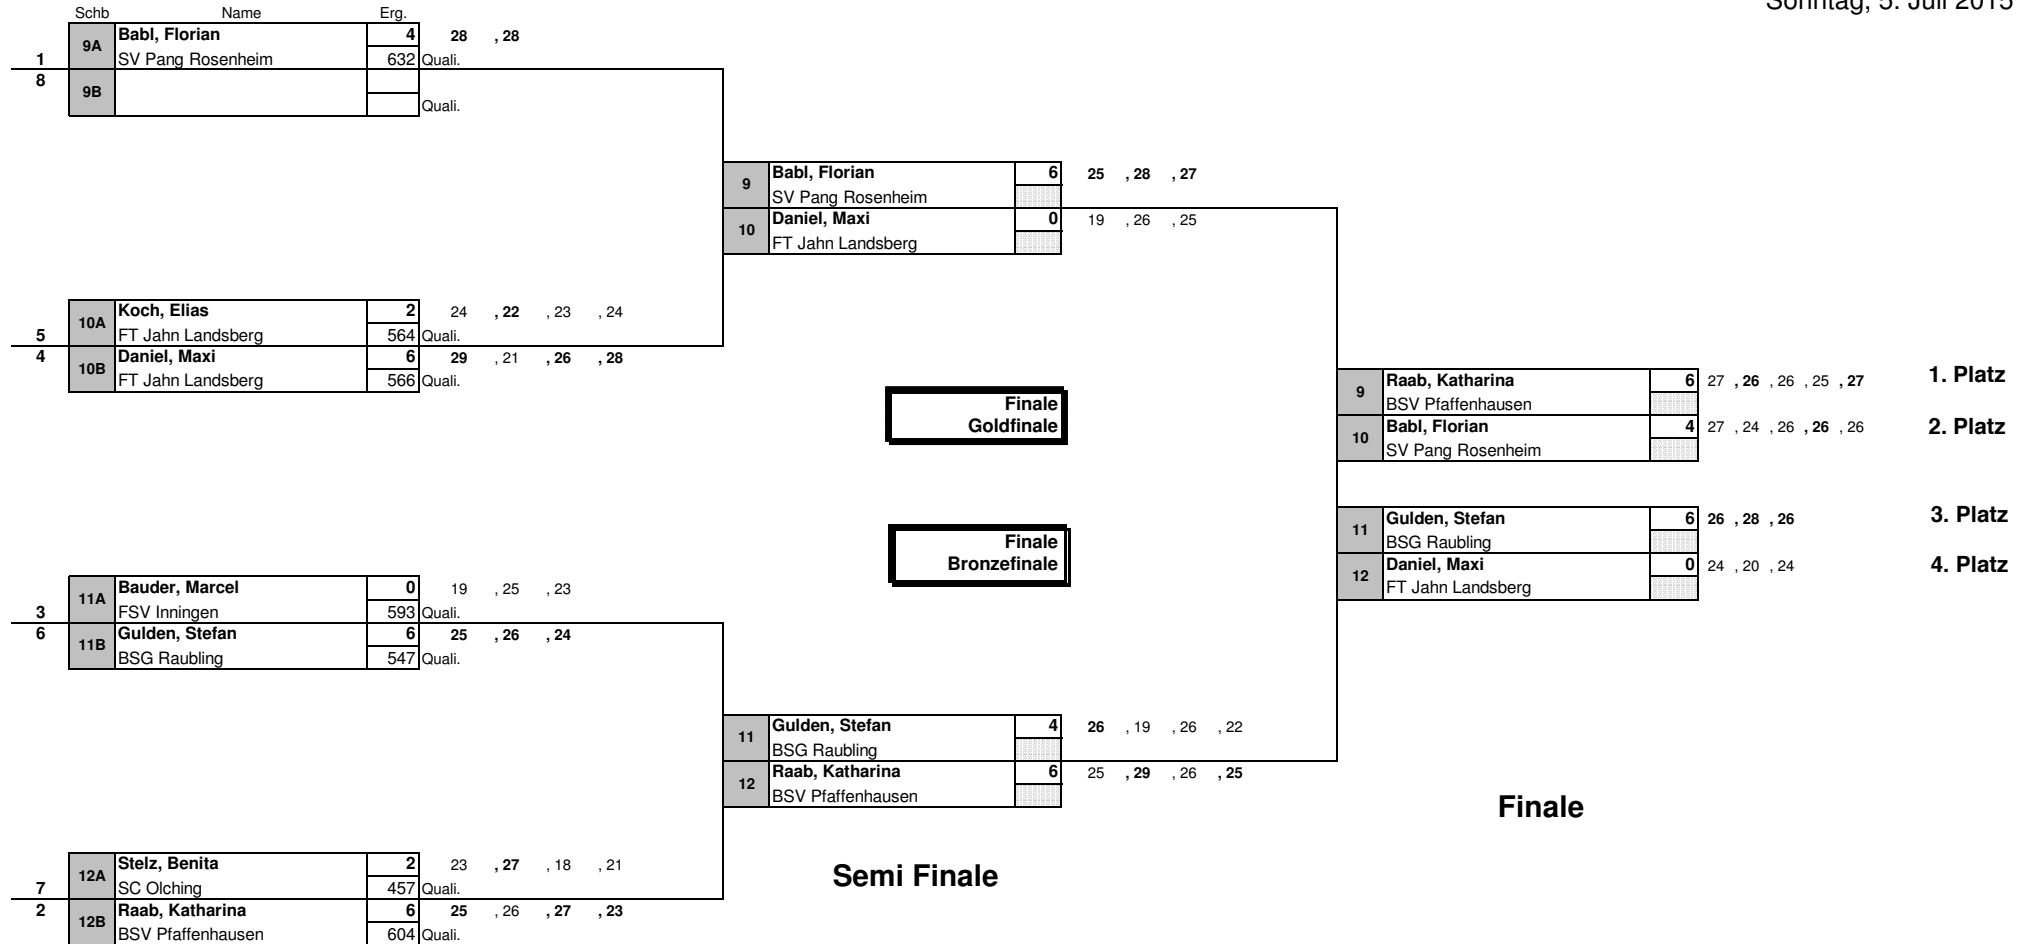 Sonntag, 5. Juli 2015
Schb Name Erg.
9A Babl, Florian 4 28 , 28
1 SV Pang Rosenheim 632 Quali.
8
9B
Quali.
9 Babl, Florian 6 25 , 28 , 27
SV Pang Rosenheim
10 Daniel, Maxi 0 19 , 26 , 25
FT Jahn Landsberg
10A Koch, Elias 2 24 , 22 , 23 , 24
5 FT Jahn Landsberg 564 Quali.
4 10B Daniel, Maxi 6 29 , 21 , 26 , 28
FT Jahn Landsberg 566 Quali.
Finale
Goldfinale
9 Raab, Katharina 6 27 , 26 , 26 , 25 , 27 1. Platz
BSV Pfaffenhausen
10 Babl, Florian 4 27 , 24 , 26 , 26 , 26 2. Platz
SV Pang Rosenheim
Finale
Bronzefinale
11 Gulden, Stefan 6 26 , 28 , 26 3. Platz
BSG Raubling
12 Daniel, Maxi 0 24 , 20 , 24 4. Platz
FT Jahn Landsberg
11A Bauder, Marcel 0 19 , 25 , 23
3 FSV Inningen 593 Quali.
6 11B Gulden, Stefan 6 25 , 26 , 24
BSG Raubling 547 Quali.
11 Gulden, Stefan 4 26 , 19 , 26 , 22
BSG Raubling
12 Raab, Katharina 6 25 , 29 , 26 , 25
BSV Pfaffenhausen
Finale
Semi Finale
12A Stelz, Benita 2 23 , 27 , 18 , 21
7 SC Olching 457 Quali.
2 12B Raab, Katharina 6 25 , 26 , 27 , 23
BSV Pfaffenhausen 604 Quali.